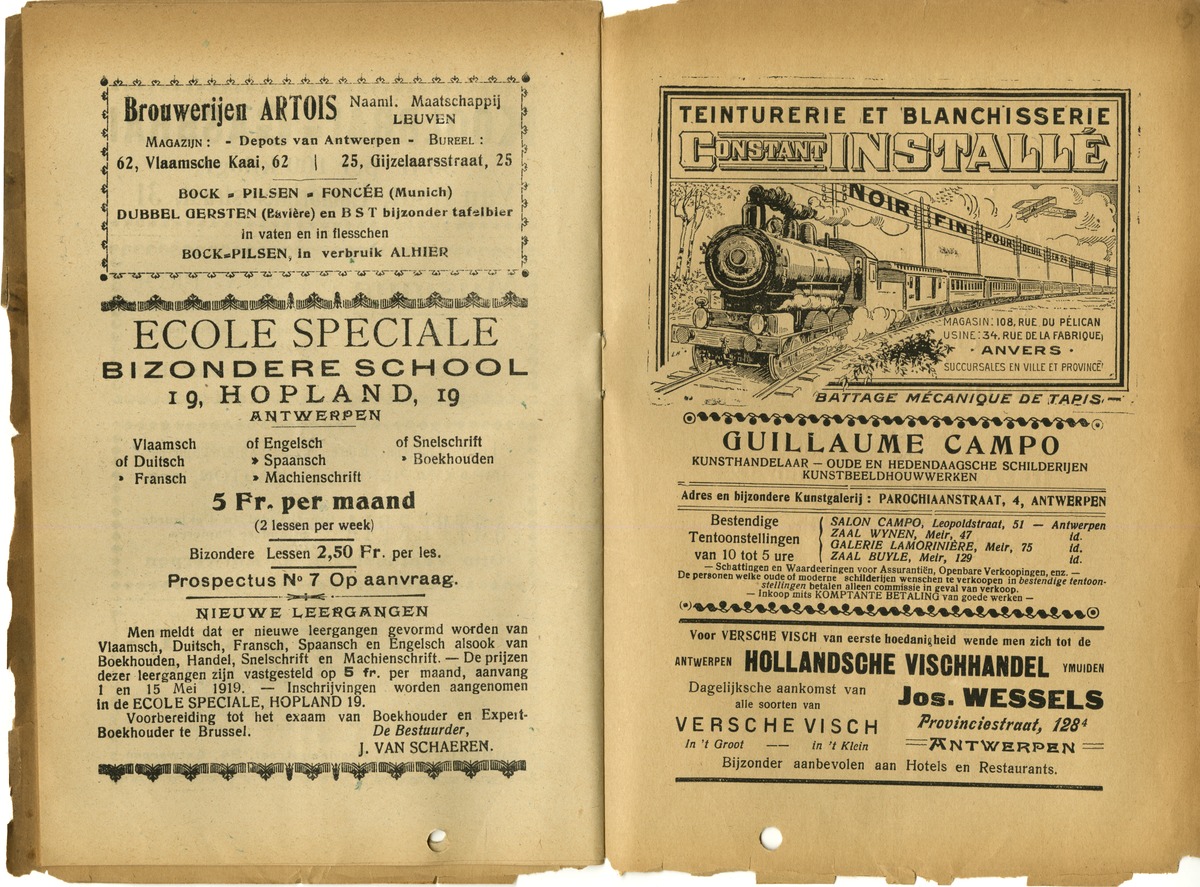 Brouwerijen ARTOIS Naaml. Maatschappij
LEUVEN
MAGAZIJN : - Depots van Antwerpen - BUREEL :
62, Vlaamsche Kaai, 62 | 25, Gijzelaarsstraat, 25
BOCK - PILSEN - FONCÉE (Munich)
DUBBEL GERSTEN (Bavière) en B S T bijzonder tafelbier
in vaten en in flesschen
BOCK-PILSEN, in verbruik ALHIER
ECOLE SPECIALE
BIZONDERE SCHOOL
19, HOPLAND, 19
ANTWERPEN
Vlaamsch of Engelsch of Snelschrift
of Duitsch » Spaansch » Boekhouden
» Fransch » Machienschrift
5 Fr. per maand
(2 lessen per week)
Bizondere Lessen 2,50 Fr. per les.
Prospectus No 7 Op aanvraag.
NIEUWE LEERGANGEN
Men meldt dat er nieuwe leergangen gevormd worden van
Vlaamsch, Duitsch, Fransch, Spaansch en Engelsch alsook van
Boekhouden, Handel, Snelschrift en Machienschrift. — De prijzen
dezer leergangen zijn vastgesteld op 5 fr. per maand, aanvang
1 en 15 Mei 1919. — Inschrijvingen worden aangenomen
in de ECOLE SPECIALE, HOPLAND 19.
Voorbereiding tot het exaam van Boekhouder en Expert-
Boekhouder te Brussel. De Bestuurder,
J. VAN SCHAEREN.
TEINTURERIE ET BLANCHISSERIE
CONSTANT INSTALLÉ
NOIR FIN POUR DEUIL EN 24 HEURES
MAGASIN: 108, RUE DU PÉLICAN
USINE: 34, RUE DE LA FABRIQUE,
· ANVERS ·
SUCCURSALES EN VILLE ET PROVINCE
BATTAGE MÉCANIQUE DE TAPIS
GUILLAUME CAMPO
KUNSTHANDELAAR — OUDE EN HEDENDAAGSCHE SCHILDERIJEN
KUNSTBEELDHOUWWERKEN
Adres en bijzondere Kunstgalerij : PAROCHIAANSTRAAT, 4, ANTWERPEN
Bestendige Tentoonstellingen van 10 tot 5 ure
SALON CAMPO, Leopoldstraat, 51 — Antwerpen
ZAAL WYNEN, Meir, 47 id.
GALERIE LAMORINIÈRE, Meir, 75 id.
ZAAL BUYLE, Meir, 129 id.
— Schattingen en Waardeeringen voor Assurantiën, Openbare Verkoopingen, enz. —
De personen welke oude of moderne schilderijen wenschen te verkoopen in bestendige tentoon-
stellingen betalen alleen commissie in geval van verkoop.
— Inkoop mits KOMPTANTE BETALING van goede werken —
Voor VERSCHE VISCH van eerste hoedanigheid wende men zich tot de
ANTWERPEN HOLLANDSCHE VISCHHANDEL YMUIDEN
Dagelijksche aankomst van
alle soorten van
VERSCHE VISCH
In 't Groot — in 't Klein
Jos. WESSELS
Provinciestraat, 128⁴
ANTWERPEN
Bijzonder aanbevolen aan Hotels en Restaurants.